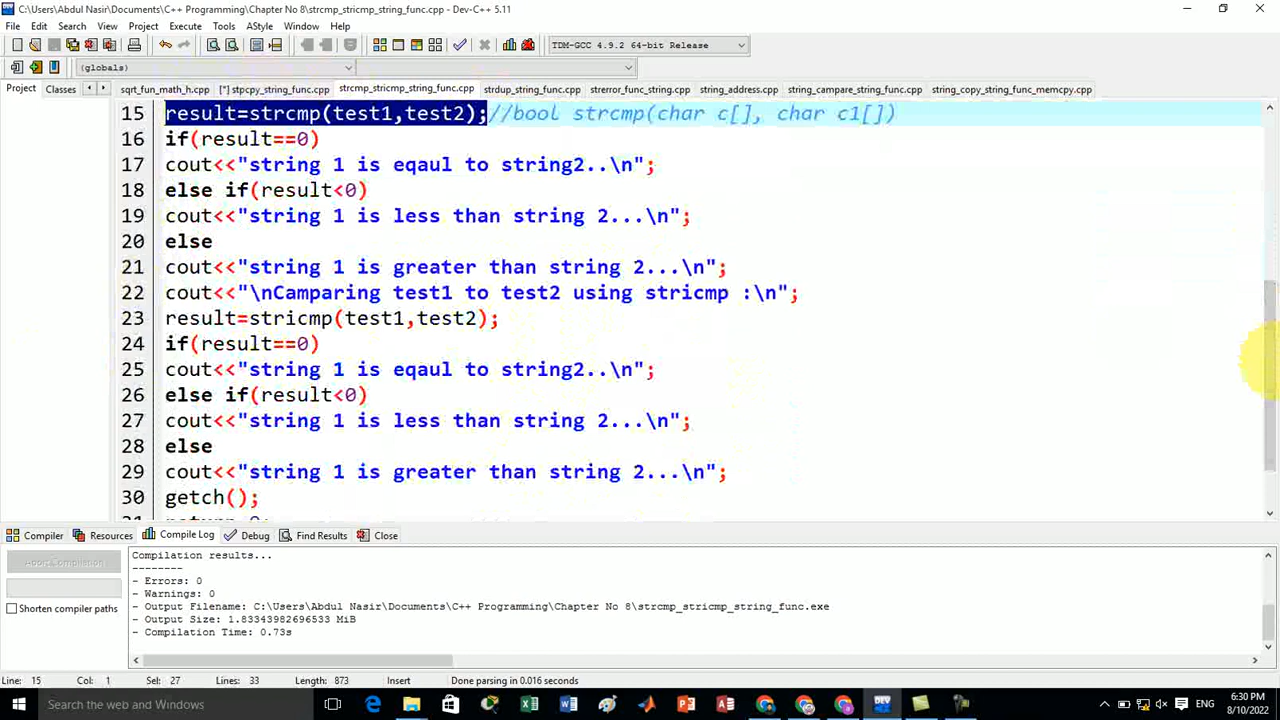 C:\Users\Abdul Nasir\Documents\C++ Programming\Chapter No 8\strcmp_stricmp_string_func.cpp - Dev-C++ 5.11
File Edit Search View Project Execute Tools AStyle Window Help
TDM-GCC 4.9.2 64-bit Release
(globals)
Project Classes sqrt_fun_math_h.cpp [*] stpcpy_string_func.cpp strcmp_stricmp_string_func.cpp strdup_string_func.cpp strerror_string_func.cpp string_address.cpp string_campare_string_func.cpp string_copy_string_func_memcpy.cpp
15 result=strcmp(test1,test2);//bool strcmp(char c[], char c1[])
16 if(result==0)
17 cout<<"string 1 is eqaul to string2..\n";
18 else if(result<0)
19 cout<<"string 1 is less than string 2...\n";
20 else
21 cout<<"string 1 is greater than string 2...\n";
22 cout<<"\nCamparing test1 to test2 using stricmp :\n";
23 result=stricmp(test1,test2);
24 if(result==0)
25 cout<<"string 1 is eqaul to string2..\n";
26 else if(result<0)
27 cout<<"string 1 is less than string 2...\n";
28 else
29 cout<<"string 1 is greater than string 2...\n";
30 getch();
Compiler Resources Compile Log Debug Find Results Close
Abort Compilation
Shorten compiler paths
Compilation results...
--------
- Errors: 0
- Warnings: 0
- Output Filename: C:\Users\Abdul Nasir\Documents\C++ Programming\Chapter No 8\strcmp_stricmp_string_func.exe
- Output Size: 1.83343982696533 MiB
- Compilation Time: 0.73s
Line: 15 Col: 1 Sel: 27 Lines: 33 Length: 873 Insert Done parsing in 0.016 seconds
Search the web and Windows
ENG
6:30 PM
8/10/2022